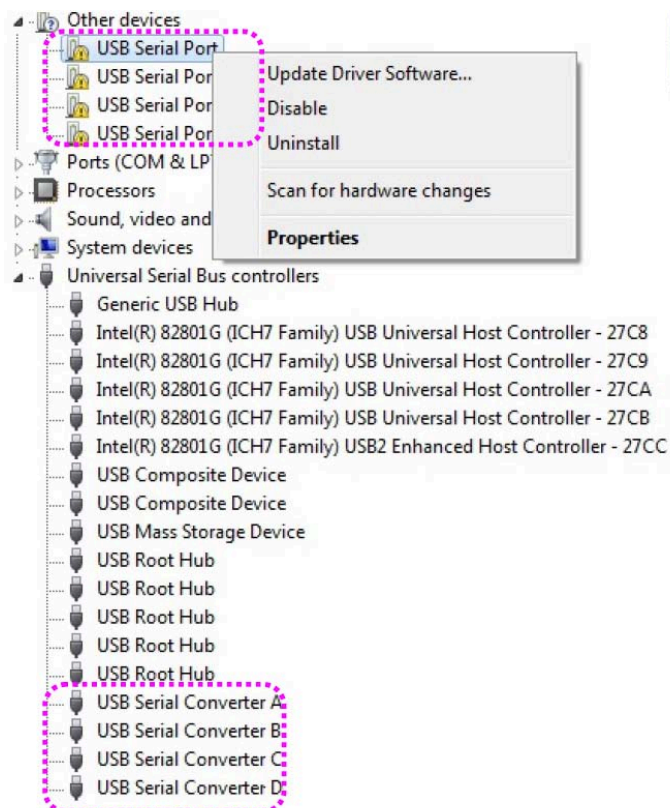 Other devices
USB Serial Port
USB Serial Por
Update Driver Software...
USB Serial Por
Disable
USB Serial Por
Uninstall
Ports (COM & LP
Processors
Scan for hardware changes
Sound, video and
Properties
System devices
Universal Serial Bus controllers
Generic USB Hub
Intel(R) 82801G (ICH7 Family) USB Universal Host Controller - 27C8
Intel(R) 82801G (ICH7 Family) USB Universal Host Controller - 27C9
Intel(R) 82801G (ICH7 Family) USB Universal Host Controller - 27CA
Intel(R) 82801G (ICH7 Family) USB Universal Host Controller - 27CB
Intel(R) 82801G (ICH7 Family) USB2 Enhanced Host Controller - 27CC
USB Composite Device
USB Composite Device
USB Mass Storage Device
USB Root Hub
USB Root Hub
USB Root Hub
USB Root Hub
USB Root Hub
USB Serial Converter A
USB Serial Converter B
USB Serial Converter C
USB Serial Converter D